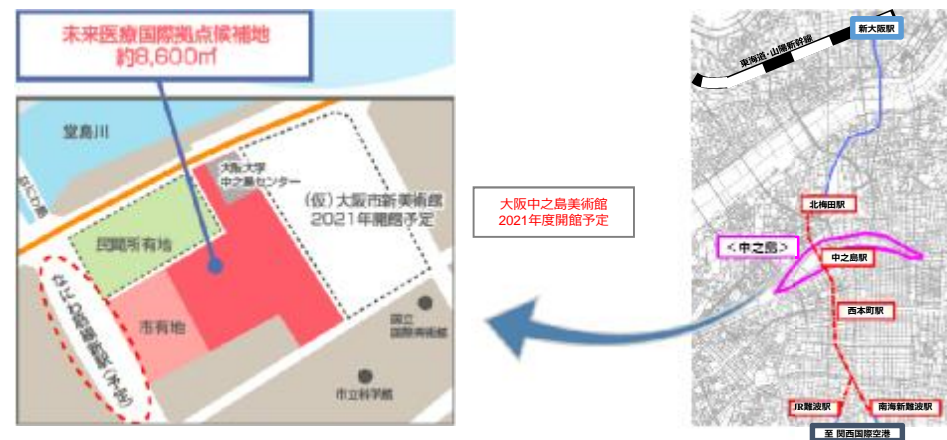 未来医療国際拠点候補地
約8,600㎡
堂島川
大阪大学
中之島センター
(仮)大阪市新美術館
2021年開館予定
民間所有地
市有地
なにわ筋線新駅(予定)
国立
国際美術館
市立科学館
大阪中之島美術館
2021年度開館予定
新大阪駅
東海道・山陽新幹線
北梅田駅
<中之島>
中之島駅
西本町駅
JR難波駅
南海新難波駅
至 関西国際空港